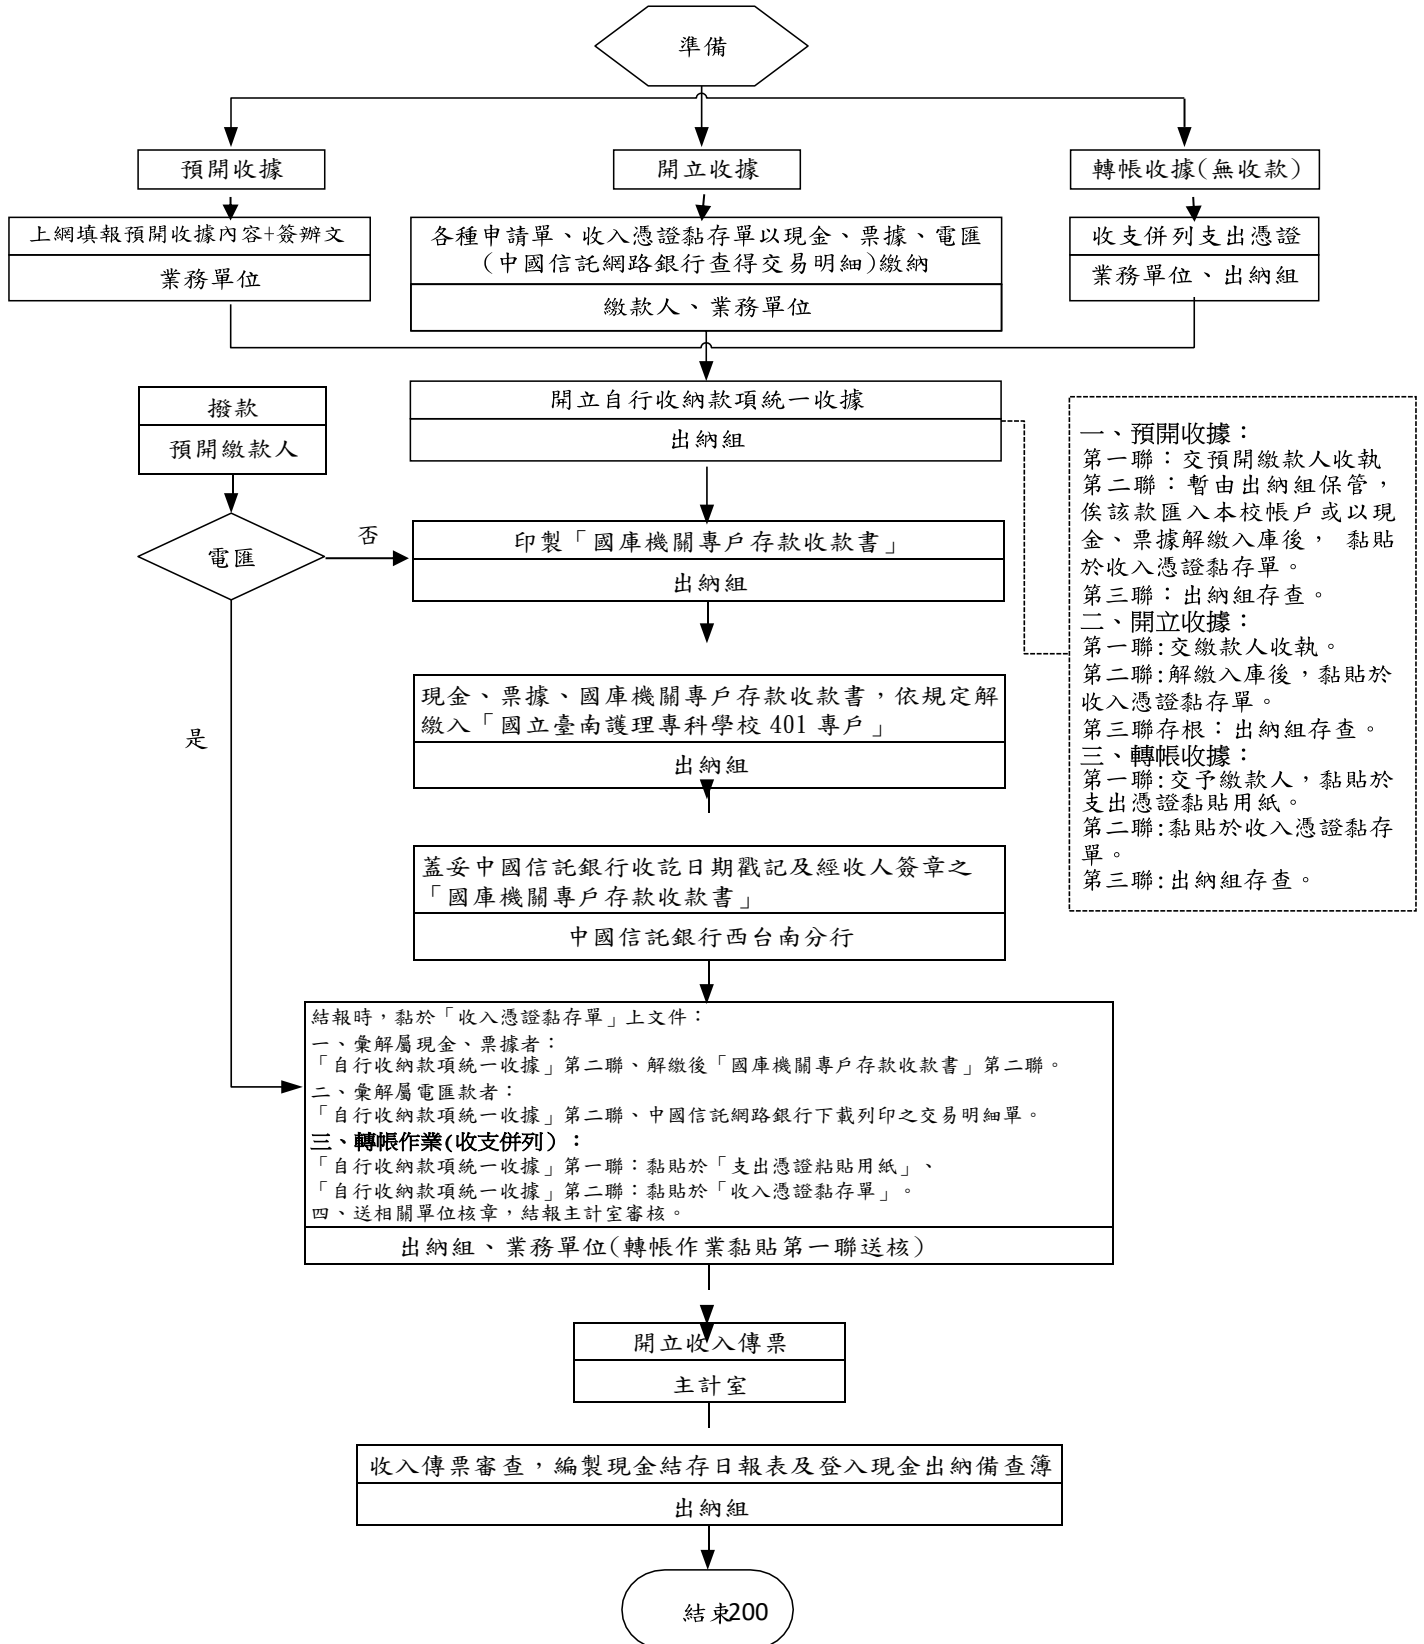 準備
預開收據
開立收據
轉帳收據(無收款)
上網填報預開收據內容+簽辦文
業務單位
各種申請單、收入憑證黏存單以現金、票據、電匯
(中國信託網路銀行查得交易明細)繳納
繳款人、業務單位
收支併列支出憑證
業務單位、出納組
撥款
預開繳款人
開立自行收納款項統一收據
出納組
電匯
否
是
印製「國庫機關專戶存款收款書」
出納組
現金、票據、國庫機關專戶存款收款書，依規定解
繳入「國立臺南護理專科學校 401 專戶」
出納組
蓋妥中國信託銀行收訖日期戳記及經收人簽章之
「國庫機關專戶存款收款書」
中國信託銀行西台南分行
一、預開收據：
第一聯：交預開繳款人收執
第二聯：暫由出納組保管，
俟該款匯入本校帳戶或以現
金、票據解繳入庫後， 黏貼
於收入憑證黏存單。
第三聯：出納組存查。
二、開立收據：
第一聯:交繳款人收執。
第二聯:解繳入庫後，黏貼於
收入憑證黏存單。
第三聯存根：出納組存查。
三、轉帳收據：
第一聯:交予繳款人，黏貼於
支出憑證黏貼用紙。
第二聯:黏貼於收入憑證黏存
單。
第三聯:出納組存查。
結報時，黏於「收入憑證黏存單」上文件：
一、彙解屬現金、票據者：
「自行收納款項統一收據」第二聯、解繳後「國庫機關專戶存款收款書」第二聯。
二、彙解屬電匯款者：
「自行收納款項統一收據」第二聯、中國信託網路銀行下載列印之交易明細單。
三、轉帳作業(收支併列)：
「自行收納款項統一收據」第一聯：黏貼於「支出憑證粘貼用紙」、
「自行收納款項統一收據」第二聯：黏貼於「收入憑證黏存單」。
四、送相關單位核章，結報主計室審核。
出納組、業務單位(轉帳作業黏貼第一聯送核)
開立收入傳票
主計室
收入傳票審查，編製現金結存日報表及登入現金出納備查簿
出納組
結束200